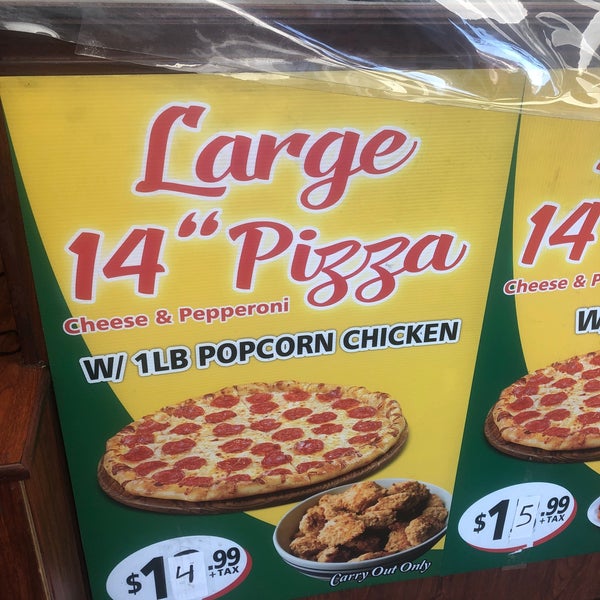 Large
14“ Pizza
Cheese & Pepperoni
W/ 1LB POPCORN CHICKEN
$14.99
+TAX
Carry Out Only
14“
Cheese & P
W
$15.99
+TAX